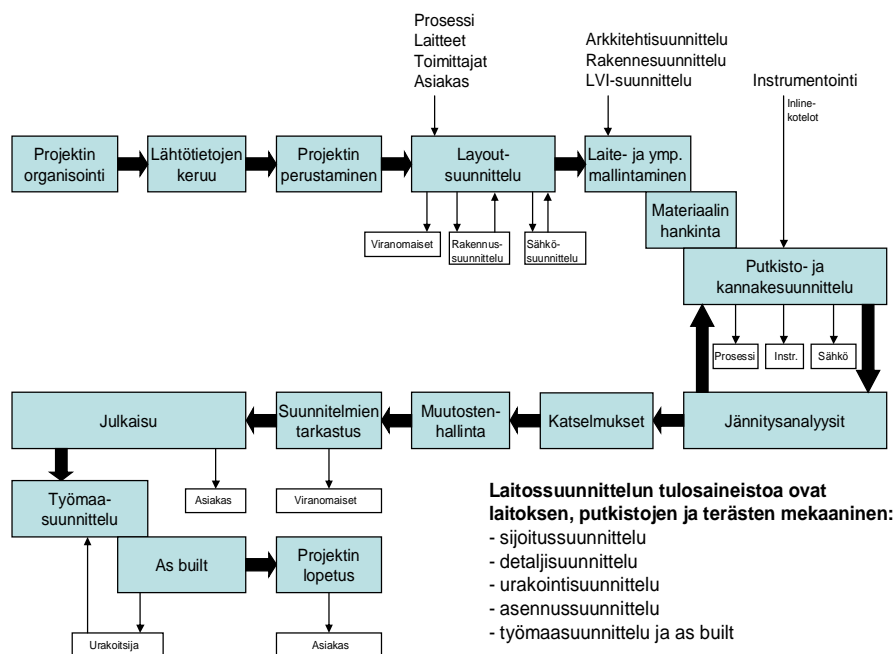 Prosessi
Laitteet
Toimittajat
Asiakas
Arkkitehtisuunnittelu
Rakennesuunnittelu
LVI-suunnittelu
Instrumentointi
Inline-
kotelot
Projektin
organisointi
Lähtötietojen
keruu
Projektin
perustaminen
Layout-
suunnittelu
Laite- ja ymp.
mallintaminen
Materiaalin
hankinta
Viranomaiset
Rakennus-
suunnittelu
Sähkö-
suunnittelu
Putkisto- ja
kannakesuunnittelu
Prosessi
Instr.
Sähkö
Julkaisu
Suunnitelmien
tarkastus
Muutosten-
hallinta
Katselmukset
Jännitysanalyysit
Työmaa-
suunnittelu
Asiakas
Viranomaiset
As built
Projektin
lopetus
Urakoitsija
Asiakas
Laitossuunnittelun tulosaineistoa ovat
laitoksen, putkistojen ja terästen mekaaninen:
- sijoitussuunnittelu
- detaljisuunnittelu
- urakointisuunnittelu
- asennussuunnittelu
- työmaasuunnittelu ja as built